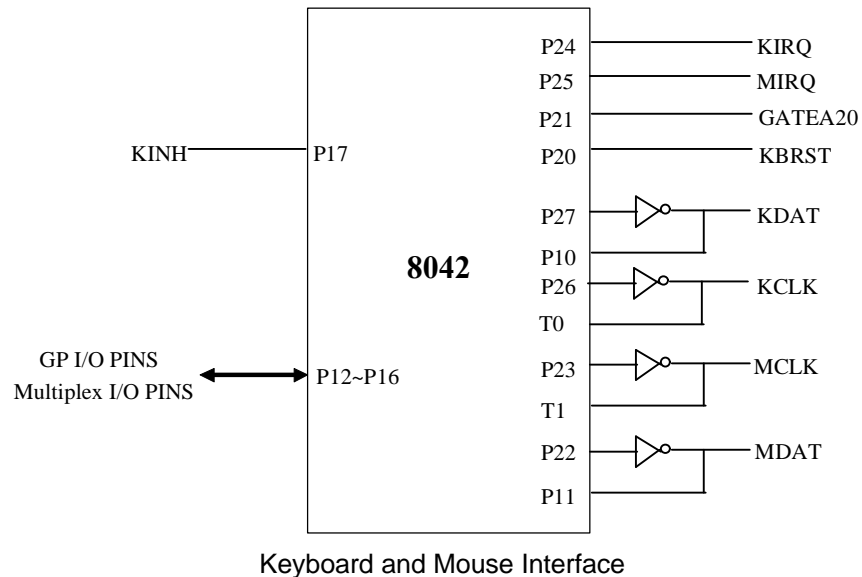 P24 KIRQ
P25 MIRQ
P21 GATEA20
KINH P17 P20 KBRST
P27 KDAT
P10
8042
P26 KCLK
T0
GP I/O PINS
Multiplex I/O PINS
P12~P16
P23 MCLK
T1
P22 MDAT
P11
Keyboard and Mouse Interface